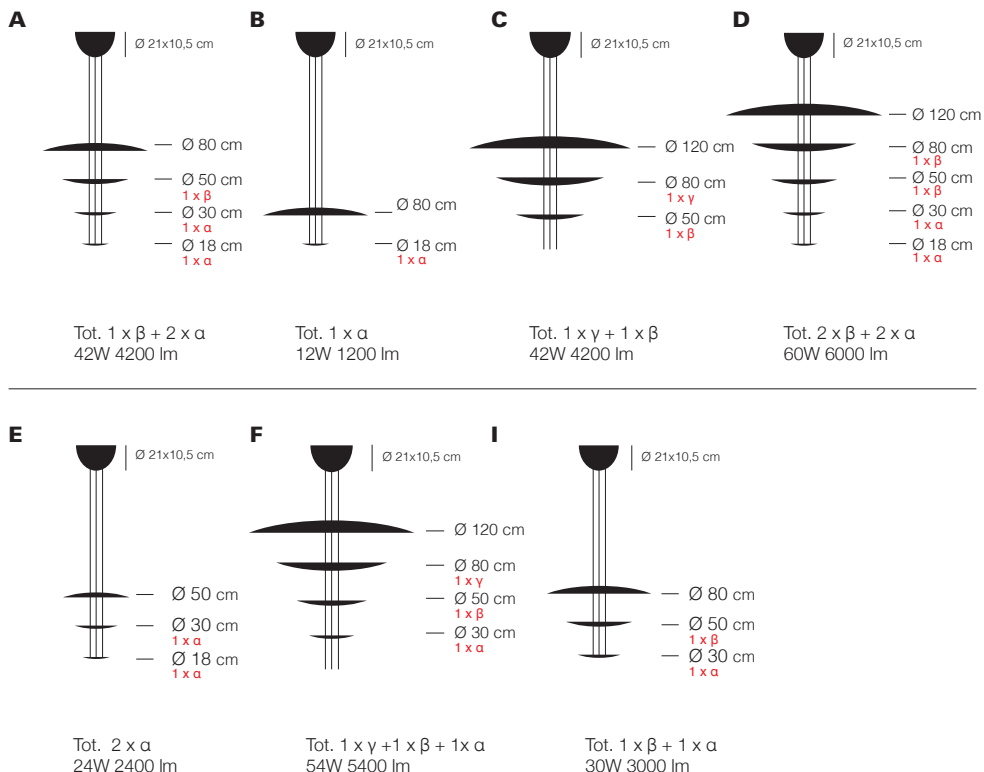 A
Ø 21x10,5 cm
Ø 80 cm
Ø 50 cm
1 x β
Ø 30 cm
1 x α
Ø 18 cm
1 x α
Tot. 1 x β + 2 x α
42W 4200 lm
B
Ø 21x10,5 cm
Ø 80 cm
Ø 18 cm
1 x α
Tot. 1 x α
12W 1200 lm
C
Ø 21x10,5 cm
Ø 120 cm
Ø 80 cm
1 x γ
Ø 50 cm
1 x β
Tot. 1 x γ + 1 x β
42W 4200 lm
D
Ø 21x10,5 cm
Ø 120 cm
Ø 80 cm
1 x β
Ø 50 cm
1 x β
Ø 30 cm
1 x α
Ø 18 cm
1 x α
Tot. 2 x β + 2 x α
60W 6000 lm
E
Ø 21x10,5 cm
Ø 50 cm
Ø 30 cm
1 x α
Ø 18 cm
1 x α
Tot. 2 x α
24W 2400 lm
F
Ø 21x10,5 cm
Ø 120 cm
Ø 80 cm
1 x γ
Ø 50 cm
1 x β
Ø 30 cm
1 x α
Tot. 1 x γ +1 x β + 1x α
54W 5400 lm
I
Ø 21x10,5 cm
Ø 80 cm
Ø 50 cm
1 x β
Ø 30 cm
1 x α
Tot. 1 x β + 1 x α
30W 3000 lm